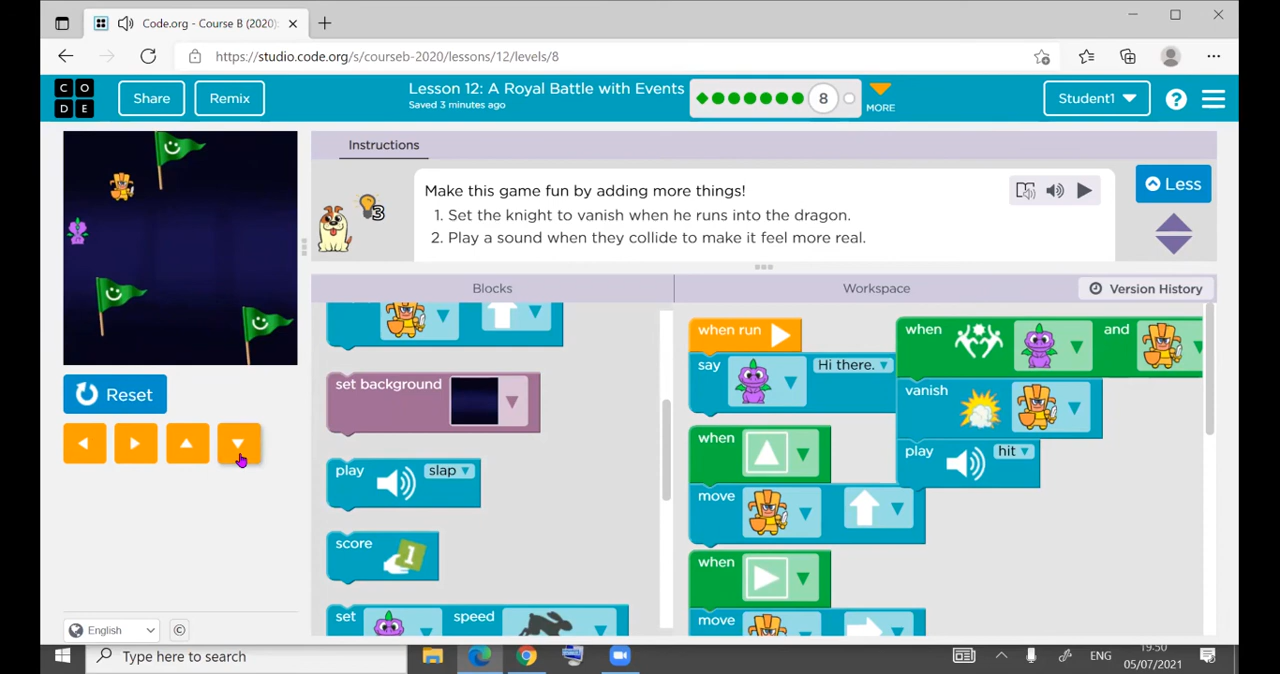 Code.org - Course B (2020):
https://studio.code.org/courseb-2020/lessons/12/levels/8
C O
D E
Share
Remix
Lesson 12: A Royal Battle with Events
Saved 3 minutes ago
8
MORE
Student1
?
Instructions
3
Make this game fun by adding more things!
1. Set the knight to vanish when he runs into the dragon.
2. Play a sound when they collide to make it feel more real.
Less
Blocks
Workspace
Version History
Reset
set background
play slap
score 1
set speed
when run
say Hi there.
when
move
when
move
when and
vanish
play hit
English
©
Type here to search
ENG
19:50
05/07/2021